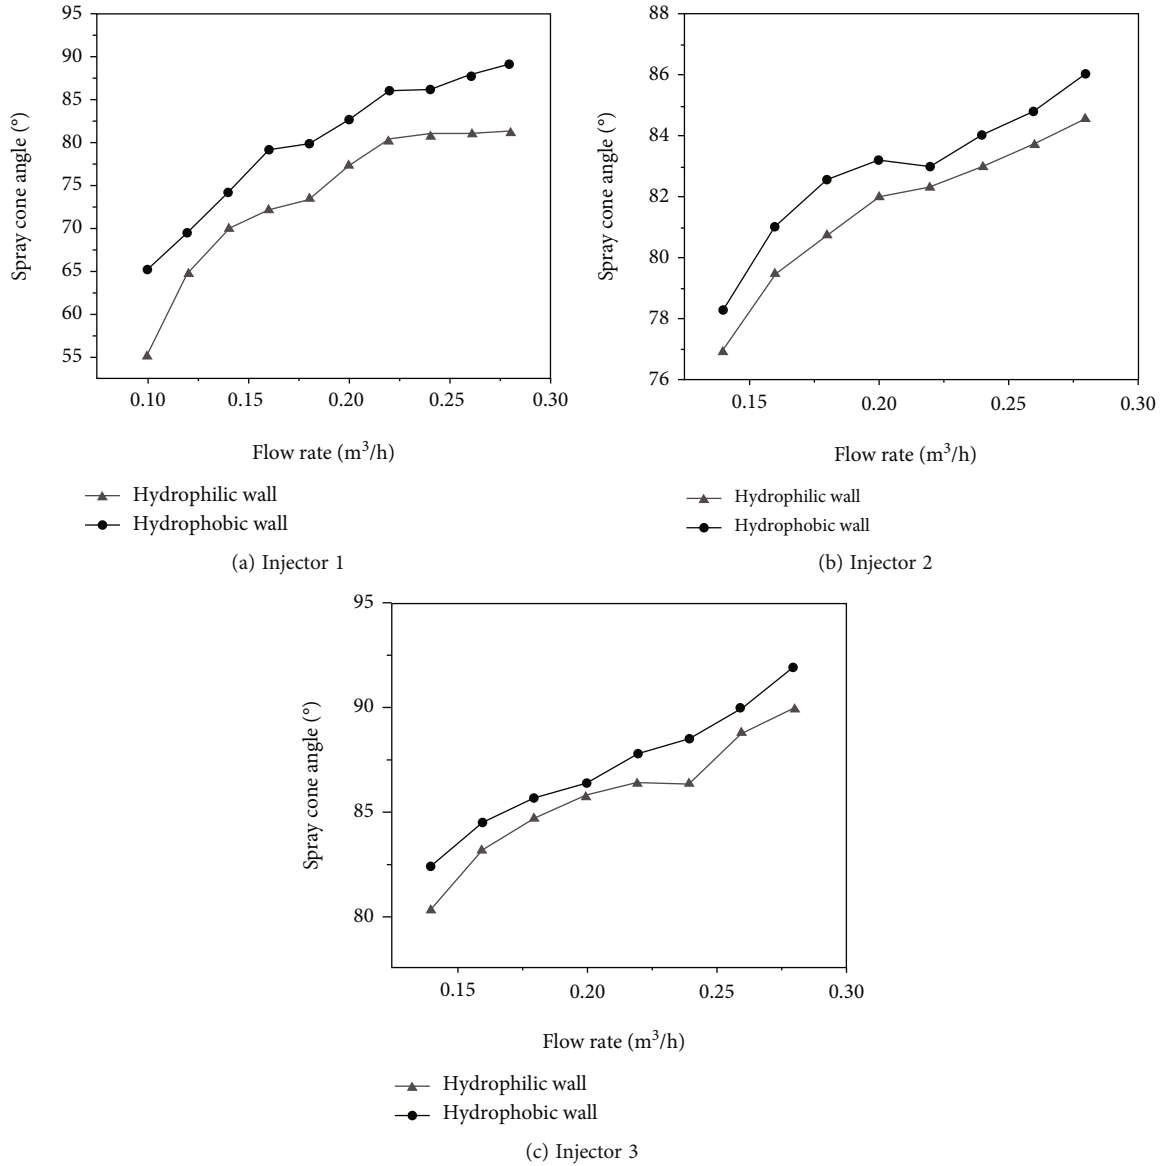 95
90
85
80
75
70
65
60
55
Spray cone angle (°)
0.10 0.15 0.20 0.25 0.30
Flow rate (m³/h)
Hydrophilic wall
Hydrophobic wall
(a) Injector 1
88
86
84
82
80
78
76
Spray cone angle (°)
0.15 0.20 0.25 0.30
Flow rate (m³/h)
Hydrophilic wall
Hydrophobic wall
(b) Injector 2
95
90
85
80
Spray cone angle (°)
0.15 0.20 0.25 0.30
Flow rate (m³/h)
Hydrophilic wall
Hydrophobic wall
(c) Injector 3